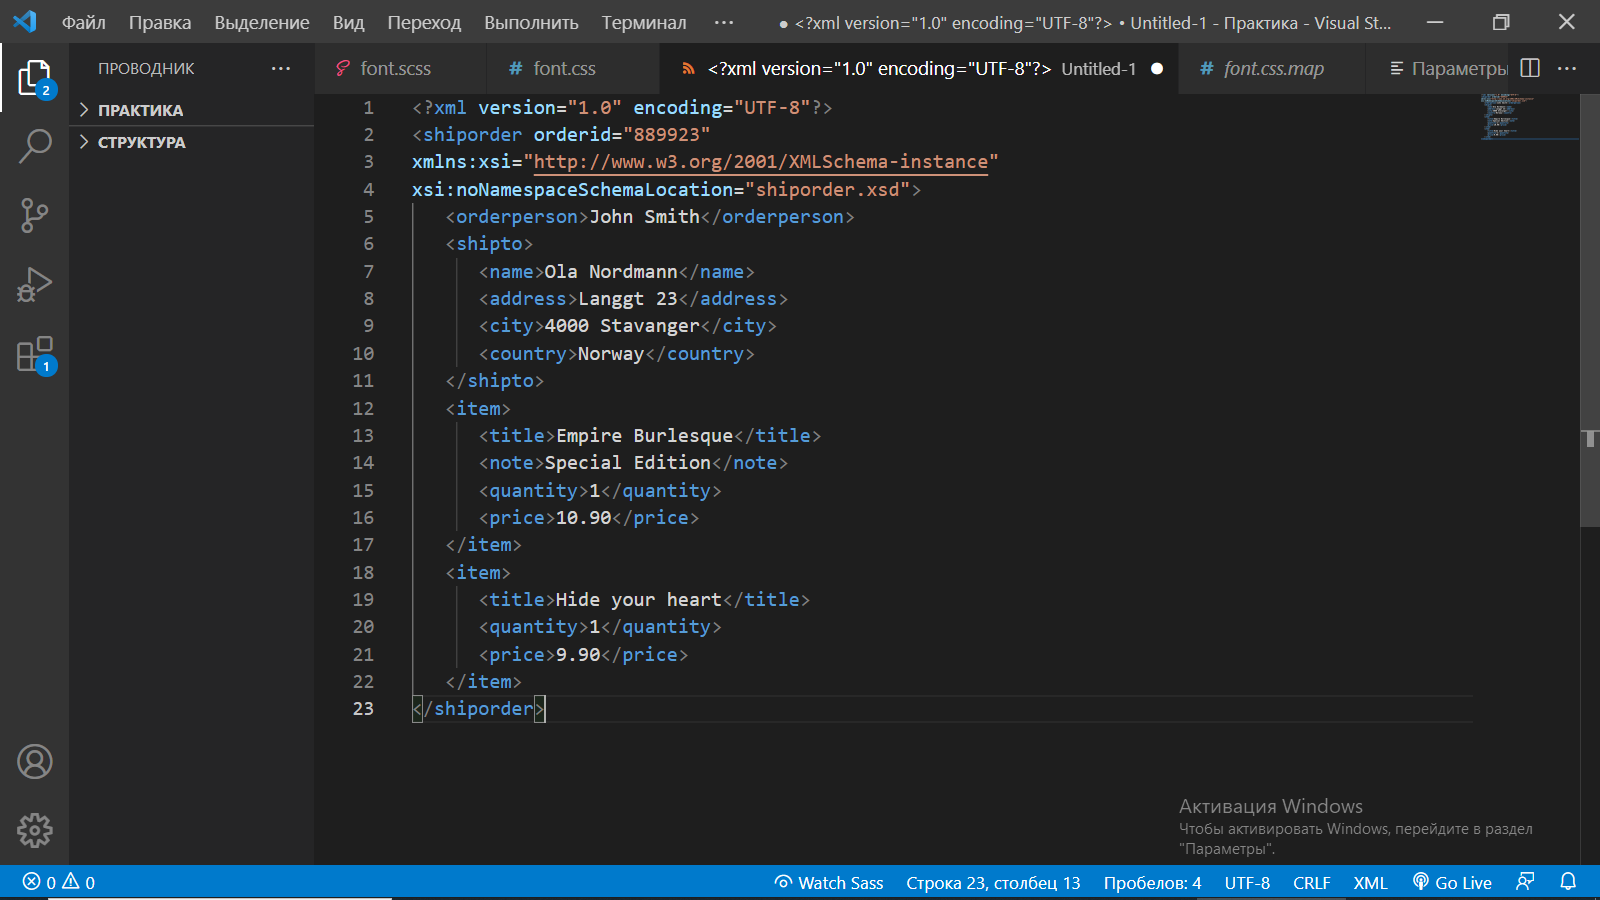 Файл Правка Выделение Вид Переход Выполнить Терминал ··· ● <?xml version="1.0" encoding="UTF-8"?> • Untitled-1 - Практика - Visual St...
ПРОВОДНИК ···
ПРАКТИКА
СТРУКТУРА
2
1
font.scss # font.css <?xml version="1.0" encoding="UTF-8"?> Untitled-1 ● # font.css.map Параметры ···
1 <?xml version="1.0" encoding="UTF-8"?>
2 <shiporder orderid="889923"
3 xmlns:xsi="http://www.w3.org/2001/XMLSchema-instance"
4 xsi:noNamespaceSchemaLocation="shiporder.xsd">
5 <orderperson>John Smith</orderperson>
6 <shipto>
7 <name>Ola Nordmann</name>
8 <address>Langgt 23</address>
9 <city>4000 Stavanger</city>
10 <country>Norway</country>
11 </shipto>
12 <item>
13 <title>Empire Burlesque</title>
14 <note>Special Edition</note>
15 <quantity>1</quantity>
16 <price>10.90</price>
17 </item>
18 <item>
19 <title>Hide your heart</title>
20 <quantity>1</quantity>
21 <price>9.90</price>
22 </item>
23 </shiporder>
Активация Windows
Чтобы активировать Windows, перейдите в раздел
"Параметры".
0 0 Watch Sass Строка 23, столбец 13 Пробелов: 4 UTF-8 CRLF XML Go Live